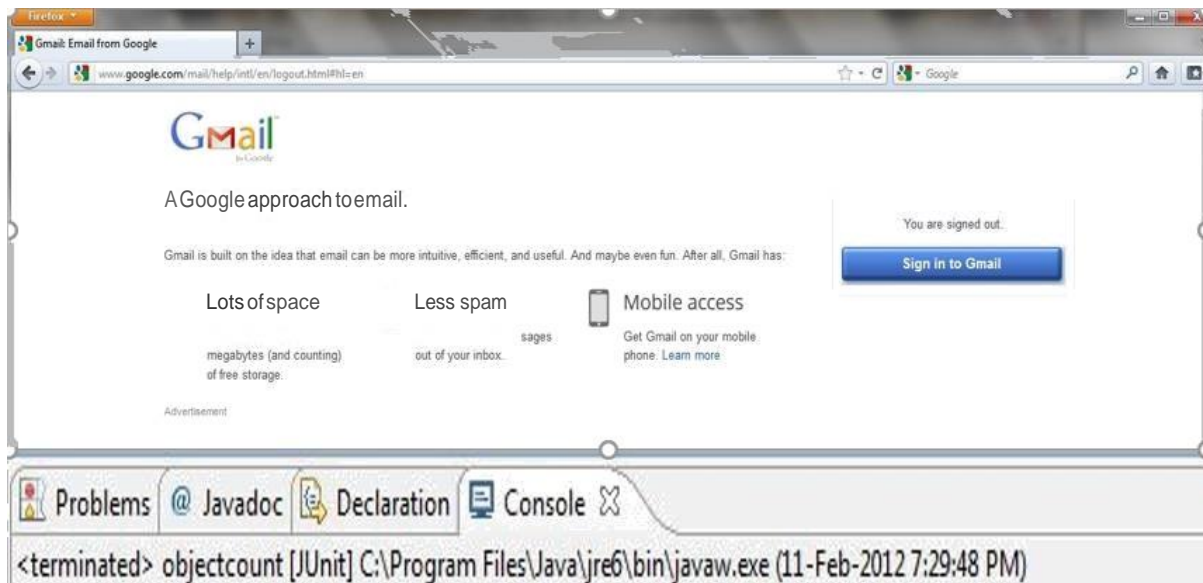 Firefox
Gmail: Email from Google
www.google.com/mail/help/intl/en/logout.html#hl=en
Google
Gmail
by Google
A Google approach to email.
You are signed out.
Gmail is built on the idea that email can be more intuitive, efficient, and useful. And maybe even fun. After all, Gmail has:
Sign in to Gmail
Lots of space
Less spam
Mobile access
sages
Get Gmail on your mobile
megabytes (and counting)
out of your inbox.
phone. Learn more
of free storage.
Advertisement
Problems @ Javadoc Declaration Console
<terminated> objectcount [JUnit] C:\Program Files\Java\jre6\bin\javaw.exe (11-Feb-2012 7:29:48 PM)